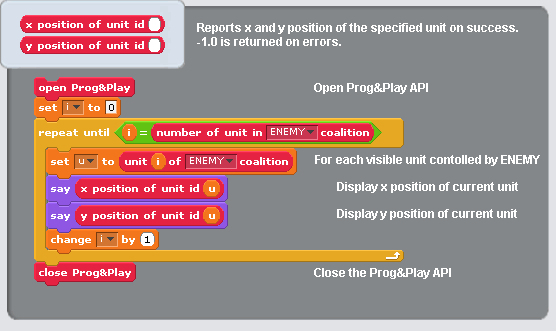 x position of unit id
y position of unit id
Reports x and y position of the specified unit on success.
-1.0 is returned on errors.
open Prog&Play Open Prog&Play API
set i to 0
repeat until i = number of unit in ENEMY coalition
set u to unit i of ENEMY coalition For each visible unit contolled by ENEMY
say x position of unit id u Display x position of current unit
say y position of unit id u Display y position of current unit
change i by 1
close Prog&Play Close the Prog&Play API